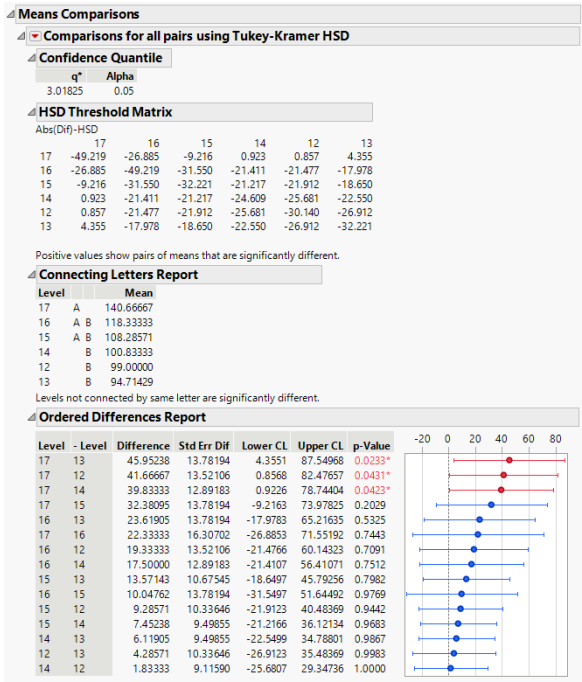 Means Comparisons
Comparisons for all pairs using Tukey-Kramer HSD
Confidence Quantile
q* Alpha
3.01825 0.05
HSD Threshold Matrix
Abs(Dif)-HSD
17 16 15 14 12 13
17 -49.219 -26.885 -9.216 0.923 0.857 4.355
16 -26.885 -49.219 -31.550 -21.411 -21.477 -17.978
15 -9.216 -31.550 -32.221 -21.217 -21.912 -18.650
14 0.923 -21.411 -21.217 -24.609 -25.681 -22.550
12 0.857 -21.477 -21.912 -25.681 -30.140 -26.912
13 4.355 -17.978 -18.650 -22.550 -26.912 -32.221
Positive values show pairs of means that are significantly different.
Connecting Letters Report
Level Mean
17 A 140.66667
16 A B 118.33333
15 A B 108.28571
14 B 100.83333
12 B 99.00000
13 B 94.71429
Levels not connected by same letter are significantly different.
Ordered Differences Report
Level - Level Difference Std Err Dif Lower CL Upper CL p-Value -20 0 20 40 60 80
17 13 45.95238 13.78194 4.3551 87.54968 0.0233*
17 12 41.66667 13.52106 0.8568 82.47657 0.0431*
17 14 39.83333 12.89183 0.9226 78.74404 0.0423*
17 15 32.38095 13.78194 -9.2163 73.97825 0.2029
16 13 23.61905 13.78194 -17.9783 65.21635 0.5325
17 16 22.33333 16.30702 -26.8853 71.55192 0.7443
16 12 19.33333 13.52106 -21.4766 60.14323 0.7091
16 14 17.50000 12.89183 -21.4107 56.41071 0.7512
15 13 13.57143 10.67545 -18.6497 45.79256 0.7982
16 15 10.04762 13.78194 -31.5497 51.64492 0.9769
15 12 9.28571 10.33646 -21.9123 40.48369 0.9442
15 14 7.45238 9.49855 -21.2166 36.12134 0.9683
14 13 6.11905 9.49855 -22.5499 34.78801 0.9867
12 13 4.28571 10.33646 -26.9123 35.48369 0.9983
14 12 1.83333 9.11590 -25.6807 29.34736 1.0000